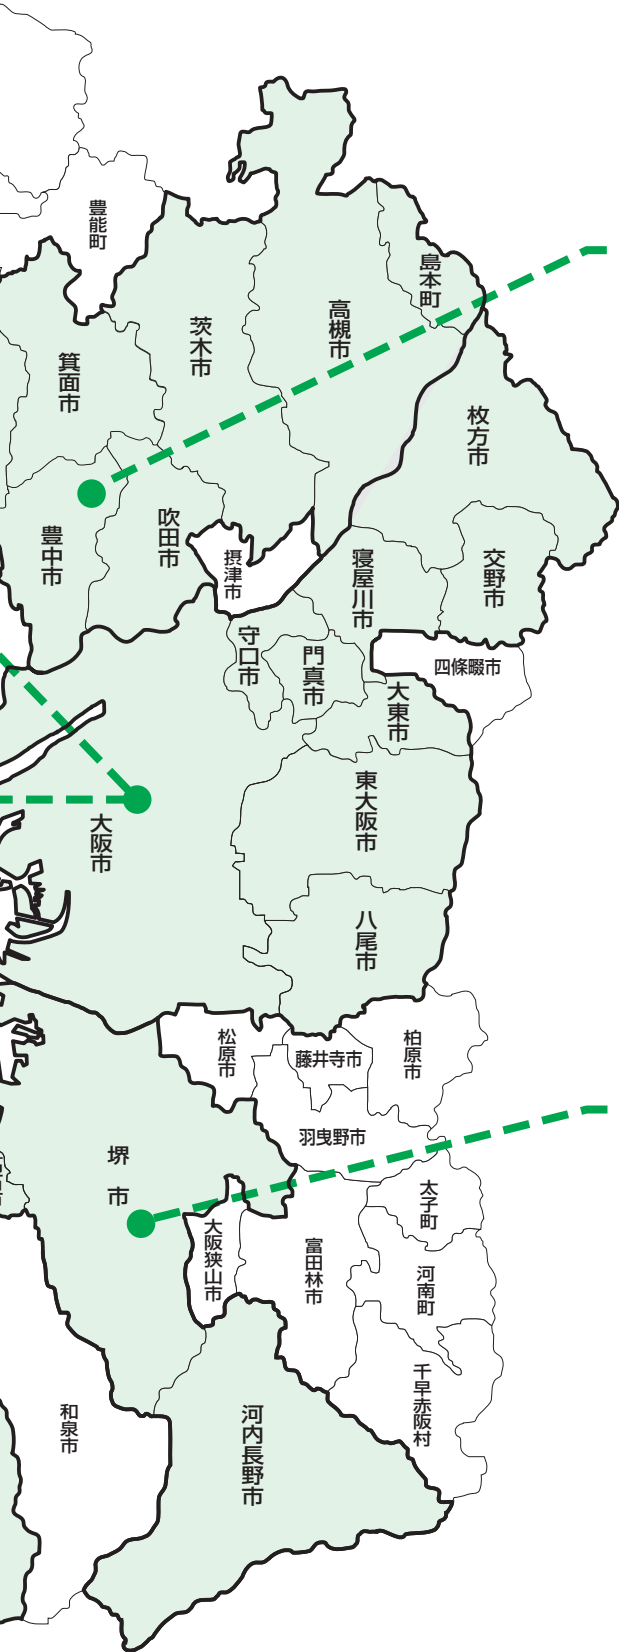 豊能町
島本町
高槻市
茨木市
箕面市
枚方市
吹田市
豊中市
摂津市
寝屋川市
交野市
守口市
門真市
四條畷市
大東市
東大阪市
大阪市
八尾市
松原市
藤井寺市
柏原市
羽曳野市
堺市
太子町
大阪狭山市
富田林市
河南町
千早赤阪村
和泉市
河内長野市